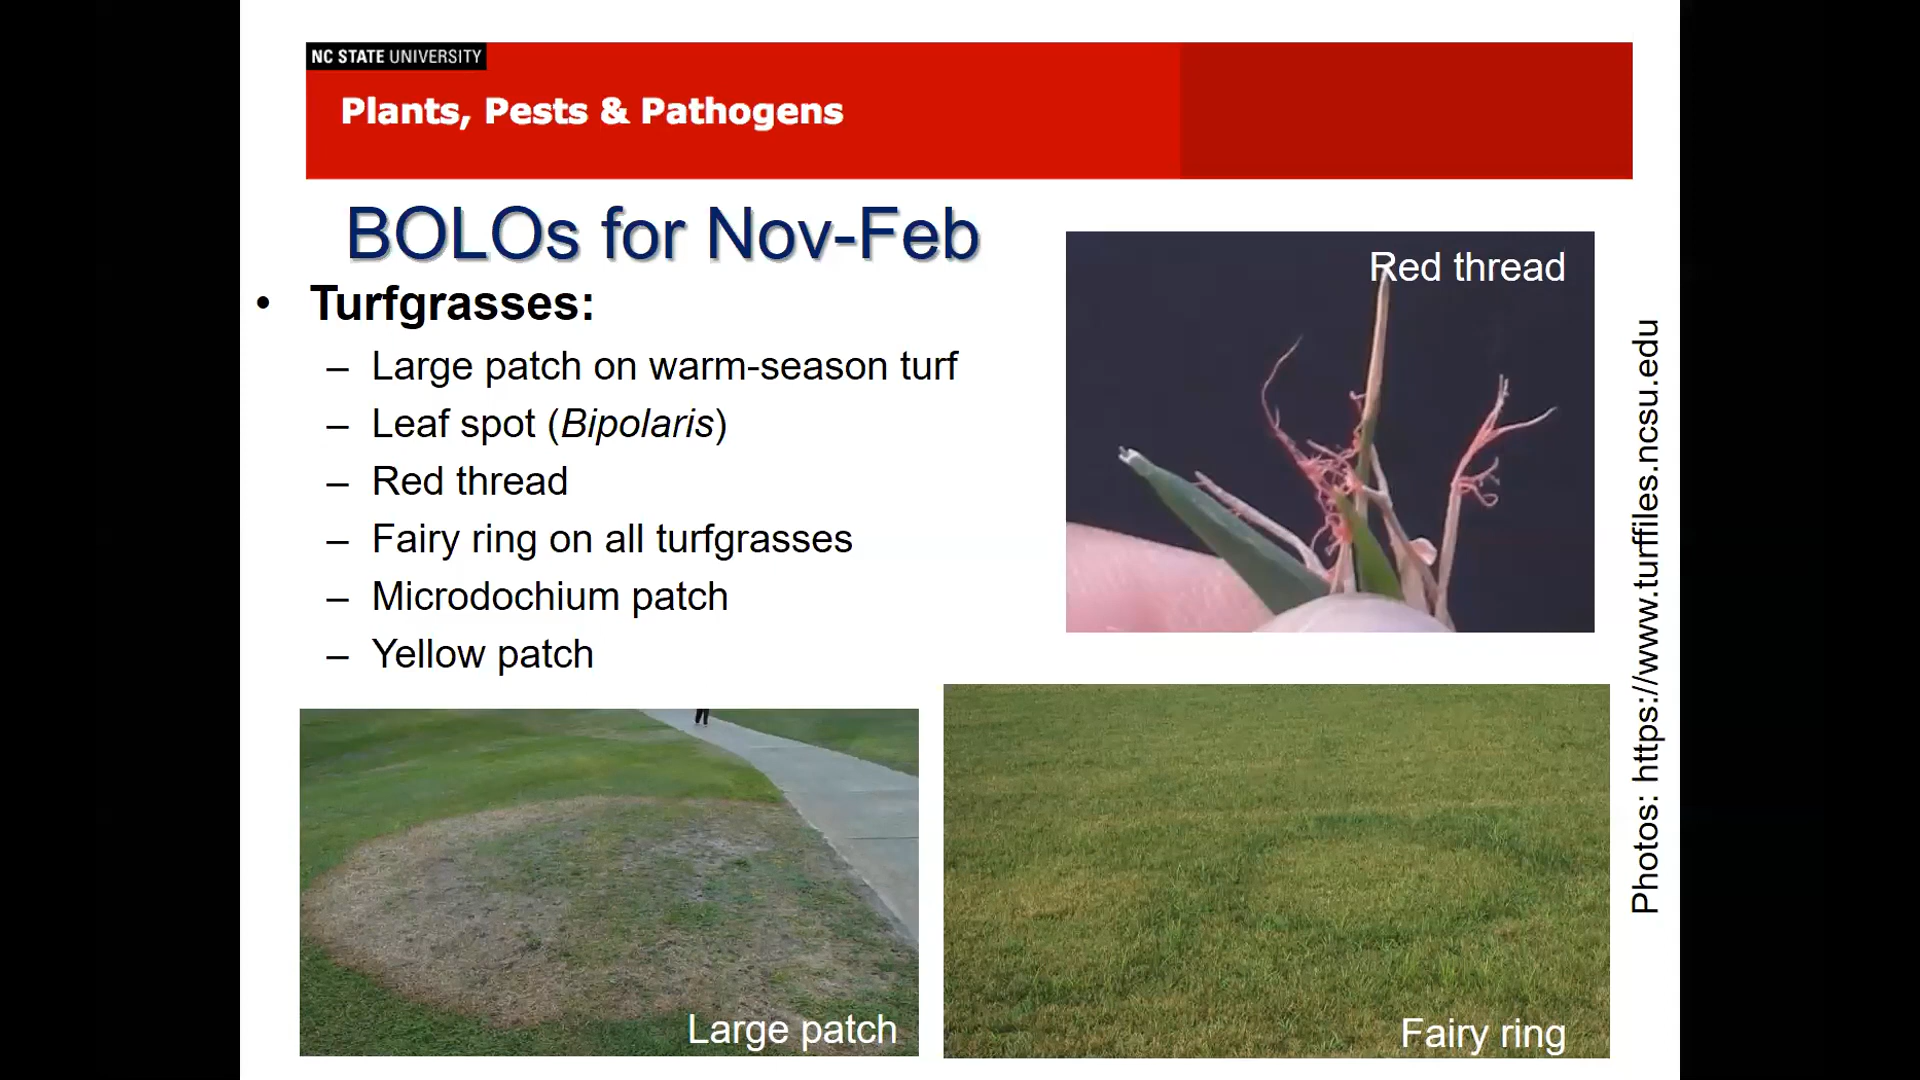 NC STATE UNIVERSITY
Plants, Pests & Pathogens
BOLOs for Nov-Feb
• Turfgrasses:
– Large patch on warm-season turf
– Leaf spot (Bipolaris)
– Red thread
– Fairy ring on all turfgrasses
– Microdochium patch
– Yellow patch
Red thread
Large patch
Fairy ring
Photos: https://www.turffiles.ncsu.edu